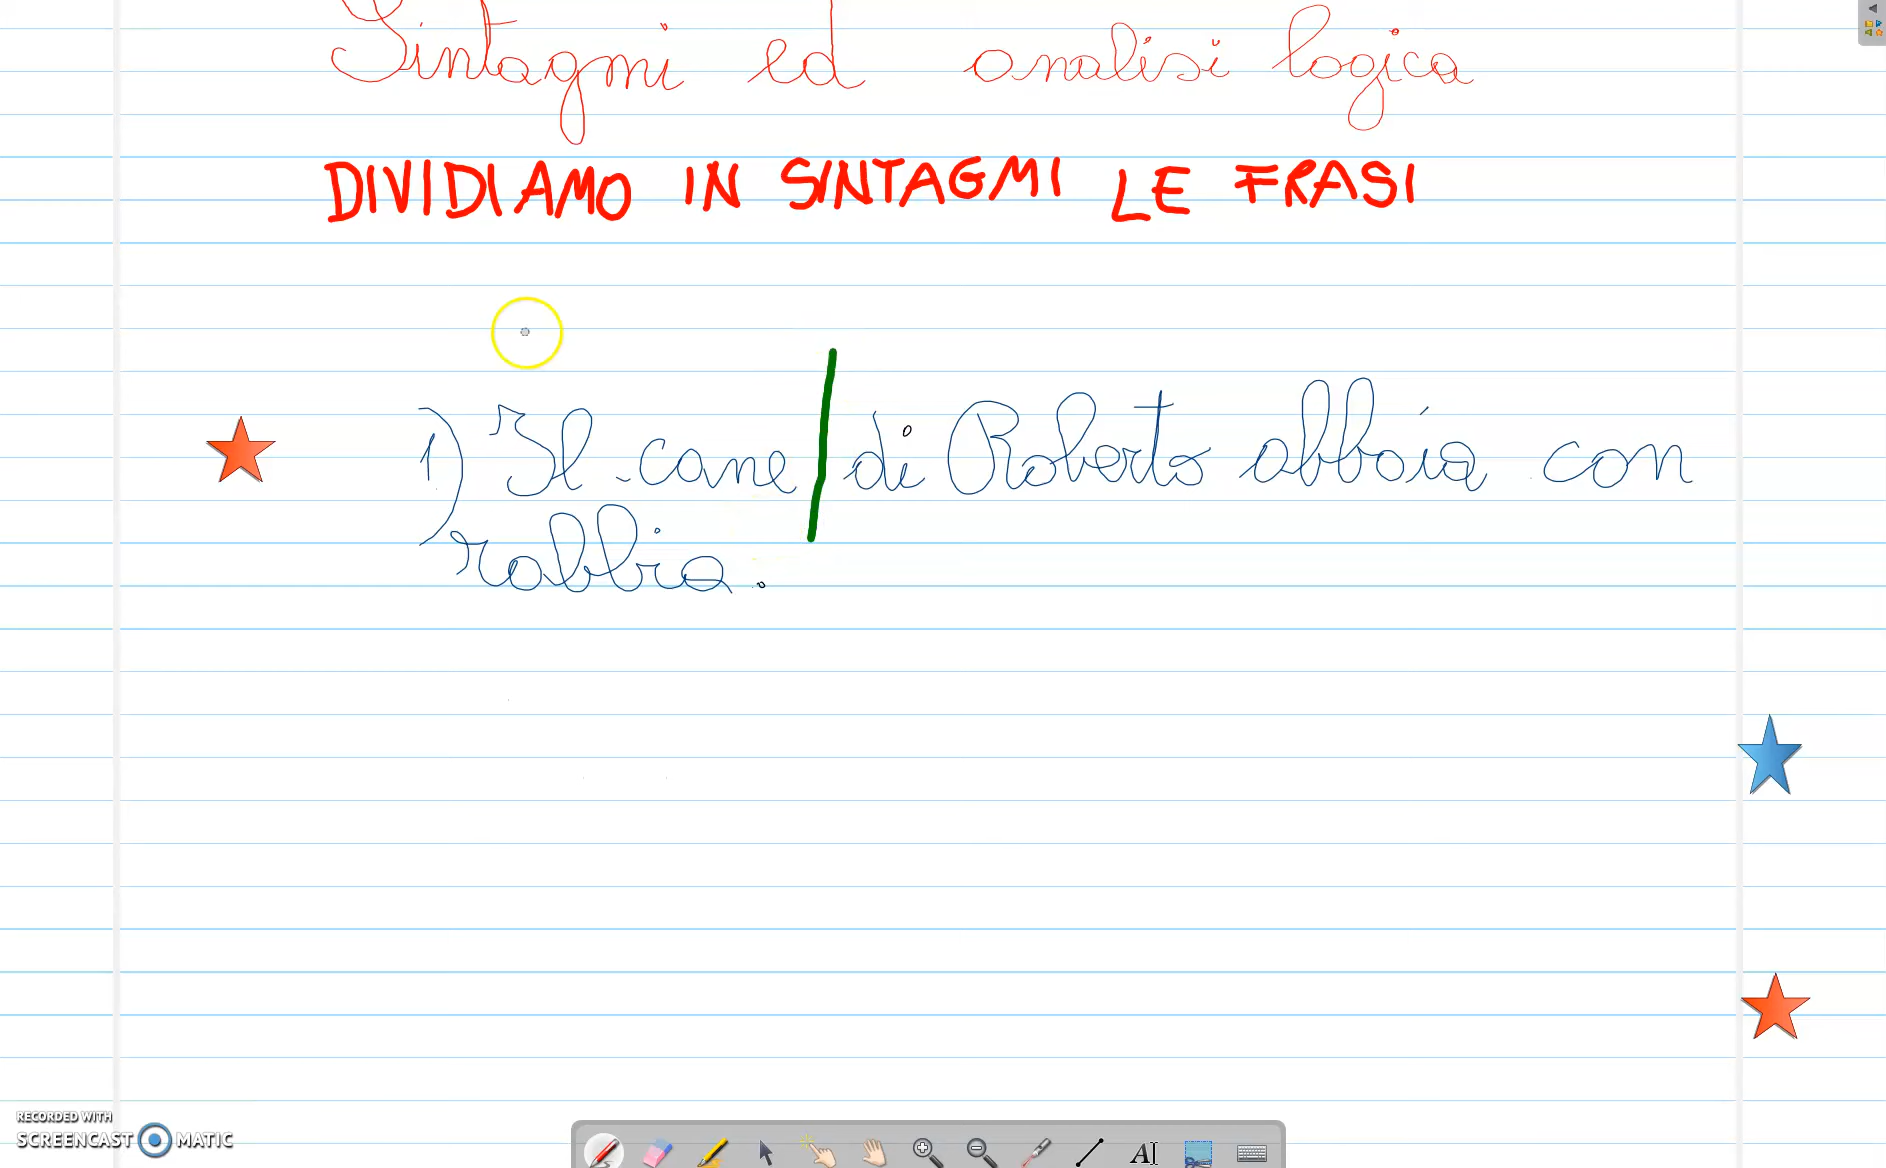 Sintagmi ed analisi logica
DIVIDIAMO IN SINTAGMI LE FRASI
1) Il cane / di Roberto abbaia con
rabbia.
RECORDED WITH
SCREENCAST MATIC